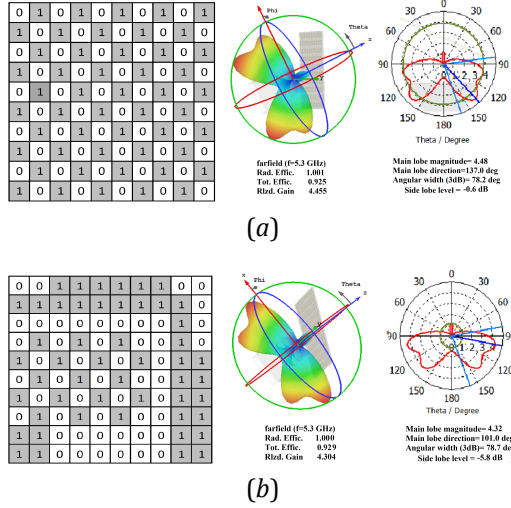 0 1 0 1 0 1 0 1 0 1
1 0 1 0 1 0 1 0 1 0
0 1 0 1 0 1 0 1 0 1
1 0 1 0 1 0 1 0 1 0
0 1 0 1 0 1 0 1 0 1
1 0 1 0 1 0 1 0 1 0
0 1 0 1 0 1 0 1 0 1
1 0 1 0 1 0 1 0 1 0
0 1 0 1 0 1 0 1 0 1
1 0 1 0 1 0 1 0 1 0
Phi
Theta
z
farfield (f=5.3 GHz)
Rad. Effic. 1.001
Tot. Effic. 0.925
Rlzd. Gain 4.455
0
30 30
60 60
90 0 1 2 3 4 90
120 120
150 150
180
Theta / Degree
Main lobe magnitude= 4.48
Main lobe direction=137.0 deg
Angular width (3dB)= 78.2 deg
Side lobe level = -0.6 dB
(a)
0 0 1 1 1 1 1 1 0 0
1 1 1 1 1 1 1 1 1 0
0 0 0 0 0 0 0 0 1 0
1 0 1 0 1 0 1 0 0 0
0 1 0 1 0 1 0 1 1 1
1 0 1 0 1 0 1 0 1 1
0 1 0 1 0 1 0 1 1 1
1 0 1 0 1 0 0 0 1 1
1 1 0 0 0 0 0 0 1 1
1 1 0 0 0 0 0 0 1 1
x
Phi
Theta
z
farfield (f=5.3 GHz)
Rad. Effic. 1.000
Tot. Effic. 0.929
Rlzd. Gain 4.304
0
30 30
60 60
0 1 2 3 90
120 120
150 150
180
Theta / Degree
Main lobe magnitude= 4.32
Main lobe direction=101.0 deg
Angular width (3dB)= 78.7 deg
Side lobe level = -5.8 dB
(b)